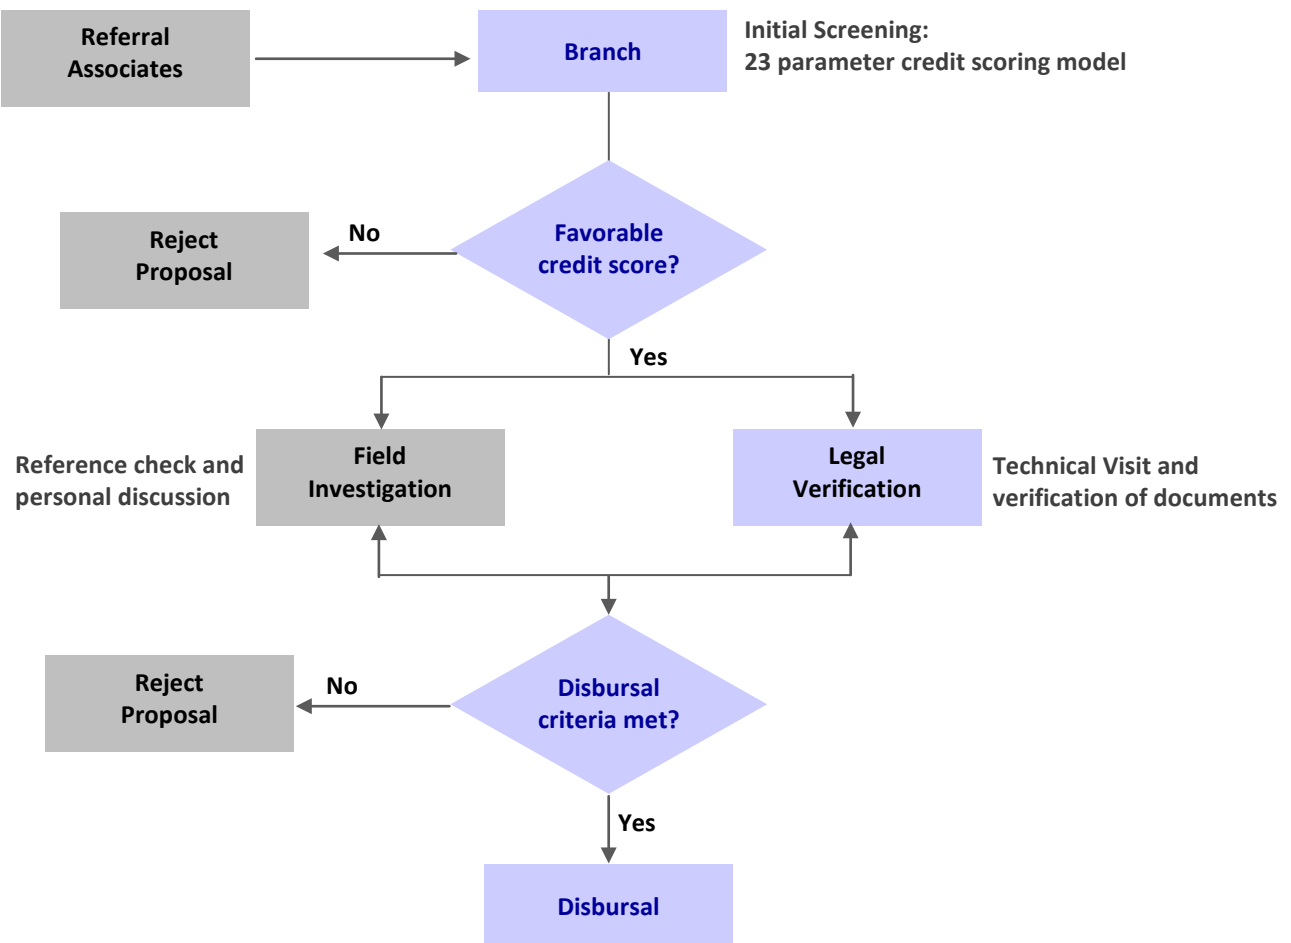 Referral
Associates
Branch
Initial Screening:
23 parameter credit scoring model
Favorable
credit score?
No
Reject
Proposal
Yes
Reference check and
personal discussion
Field
Investigation
Legal
Verification
Technical Visit and
verification of documents
Disbursal
criteria met?
No
Reject
Proposal
Yes
Disbursal